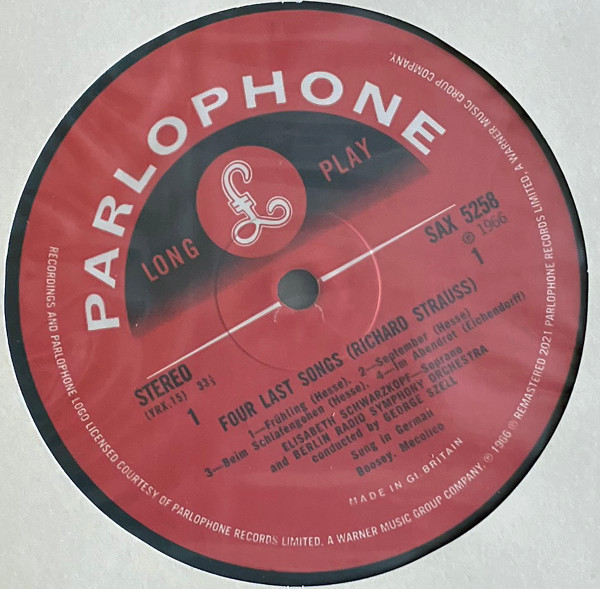 PARLOPHONE
LONG PLAY
£
SAX 5258
℗ 1966
STEREO
(YRX.15) 33⅓
1 1
FOUR LAST SONGS (RICHARD STRAUSS)
1—Frühling (Hesse), 2—September (Hesse)
3—Beim Schlafengehen (Hesse), 4—Im Abendrot (Eichendorff)
ELISABETH SCHWARZKOPF—Soprano
and BERLIN RADIO SYMPHONY ORCHESTRA
conducted by GEORGE SZELL
Sung in German
Boosey. Mecolico
MADE IN GT. BRITAIN
RECORDINGS AND PARLOPHONE LOGO LICENSED COURTESY OF PARLOPHONE RECORDS LIMITED, A WARNER MUSIC GROUP COMPANY. ℗ 1966 ℗ REMASTERED 2021 PARLOPHONE RECORDS LIMITED, A WARNER MUSIC GROUP COMPANY.